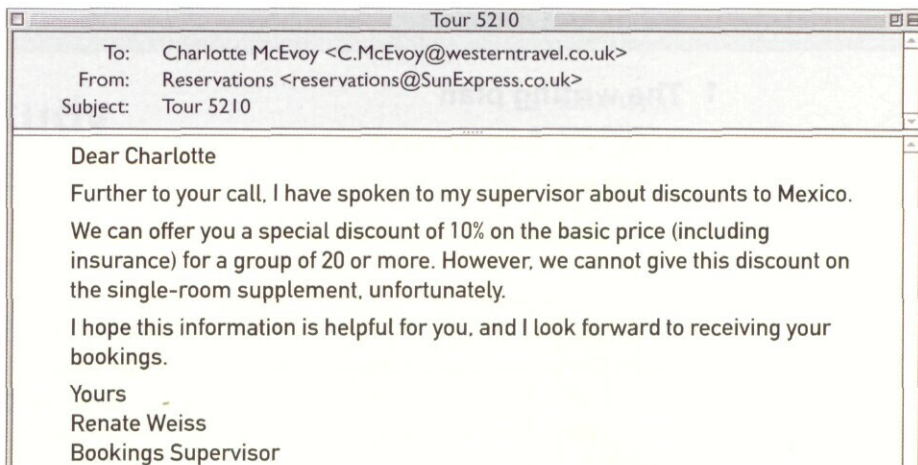 Tour 5210
To: Charlotte McEvoy <C.McEvoy@westerntravel.co.uk>
From: Reservations <reservations@SunExpress.co.uk>
Subject: Tour 5210
Dear Charlotte
Further to your call, I have spoken to my supervisor about discounts to Mexico.
We can offer you a special discount of 10% on the basic price (including
insurance) for a group of 20 or more. However, we cannot give this discount on
the single-room supplement, unfortunately.
I hope this information is helpful for you, and I look forward to receiving your
bookings.
Yours
Renate Weiss
Bookings Supervisor